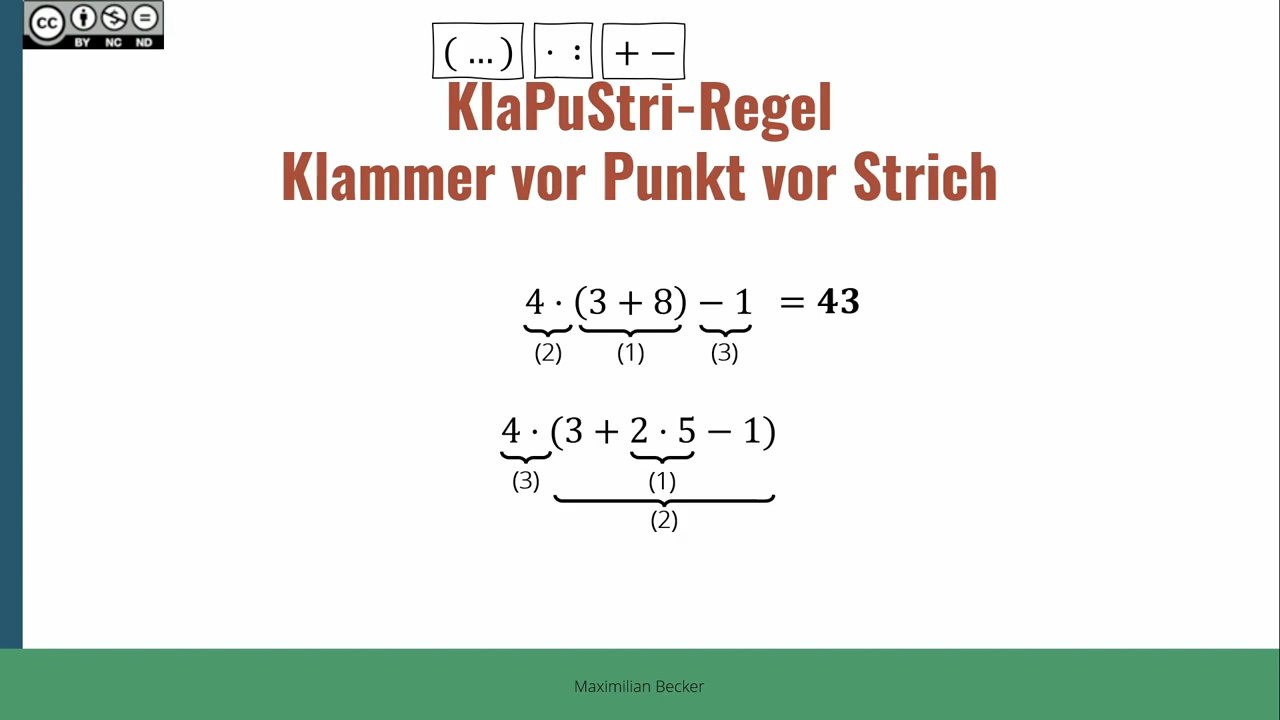 cc BY NC ND
( … ) · : + −
KlaPuStri-Regel
Klammer vor Punkt vor Strich
4 · (3 + 8) − 1 = 43
(2) (1) (3)
4 · (3 + 2 · 5 − 1)
(3) (1)
(2)
Maximilian Becker